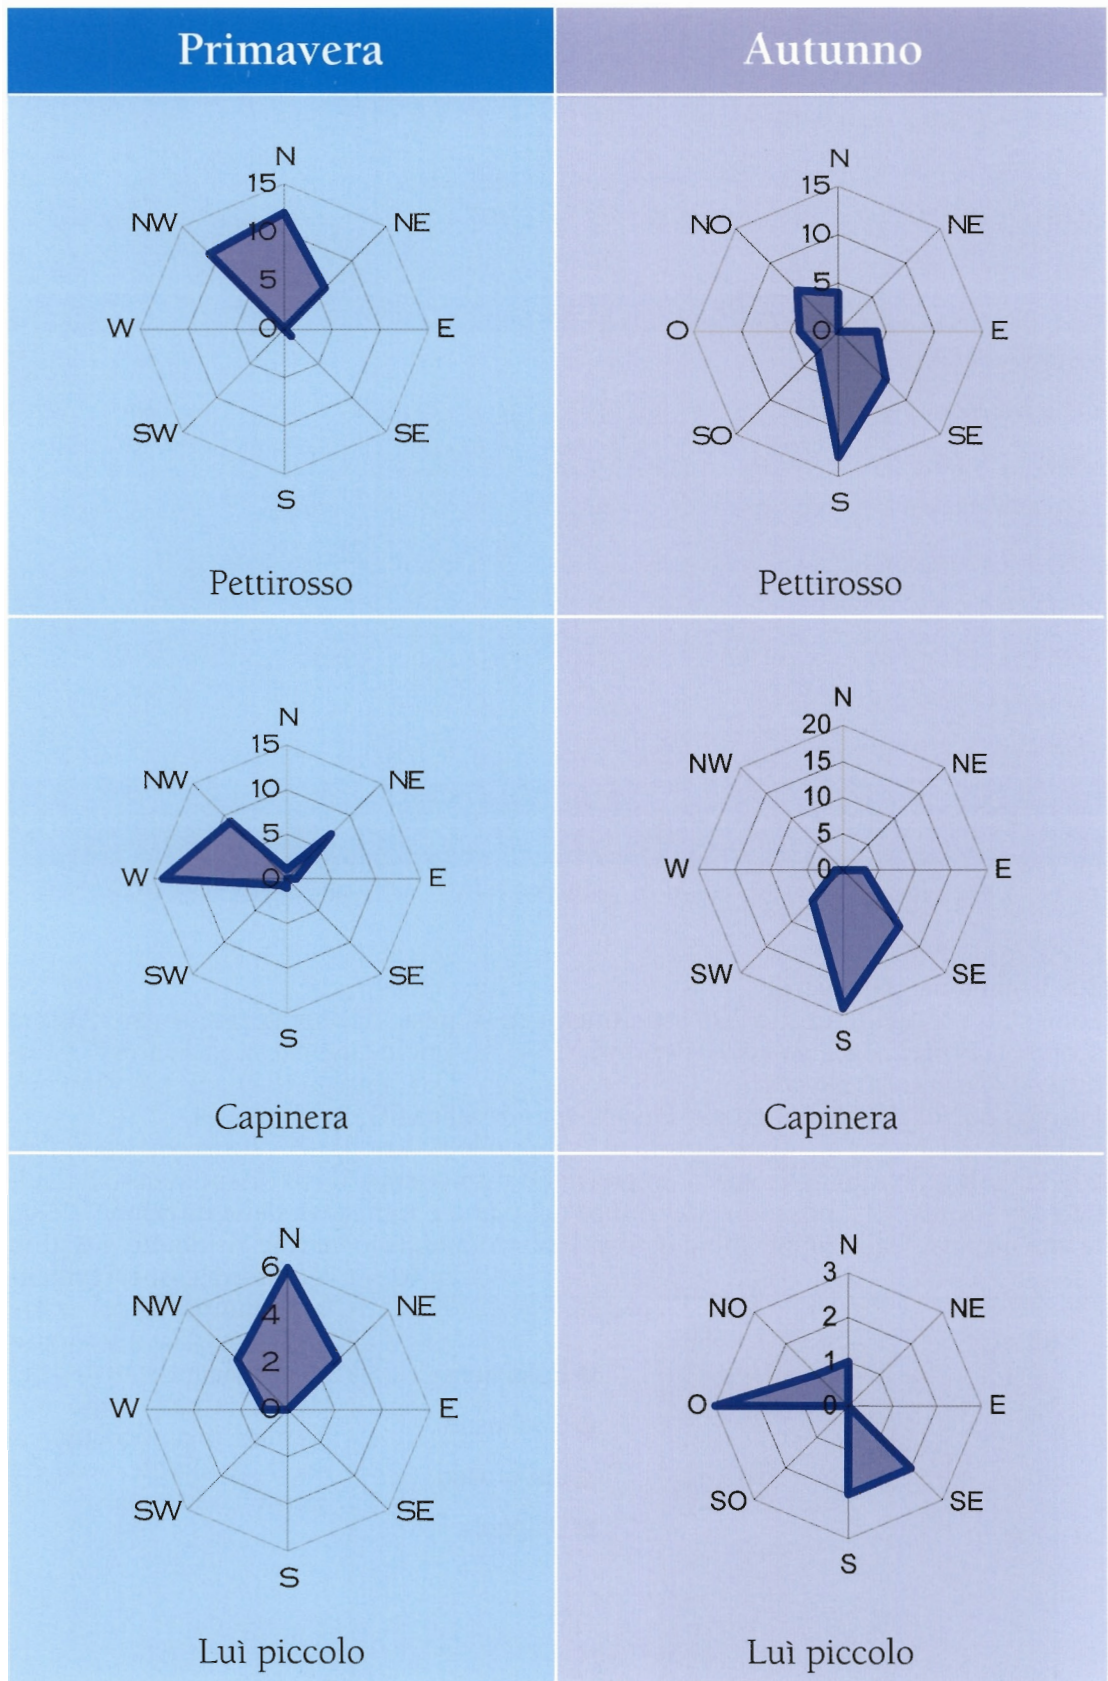 Primavera
Autunno
N
15
NW
10
NE
5
W
0
E
SW
SE
S
Pettirosso
N
15
NO
10
NE
5
O
0
E
SO
SE
S
Pettirosso
N
15
NW
10
NE
5
W
0
E
SW
SE
S
Capinera
N
20
NW
15
NE
10
5
W
0
E
SW
SE
S
Capinera
N
6
NW
4
NE
2
W
0
E
SW
SE
S
Luì piccolo
N
3
NO
2
NE
1
O
0
E
SO
SE
S
Luì piccolo